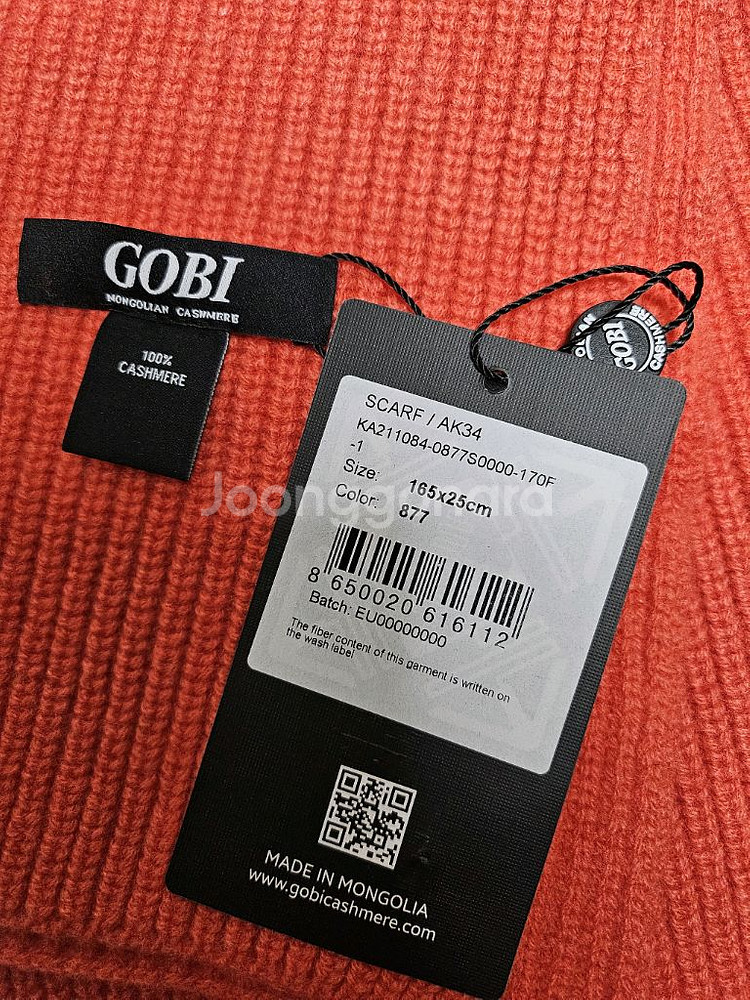 GOBI
MONGOLIAN CASHMERE
100%
CASHMERE
GOBI
CASHMERE
SCARF / AK34
KA211084-0877S0000-170F
-1
Size: 165x25cm
Color: 877
Joonggonara
8 650020 616112
Batch: EU00000000
The fiber content of this garment is written on
the wash label
MADE IN MONGOLIA
www.gobicashmere.com